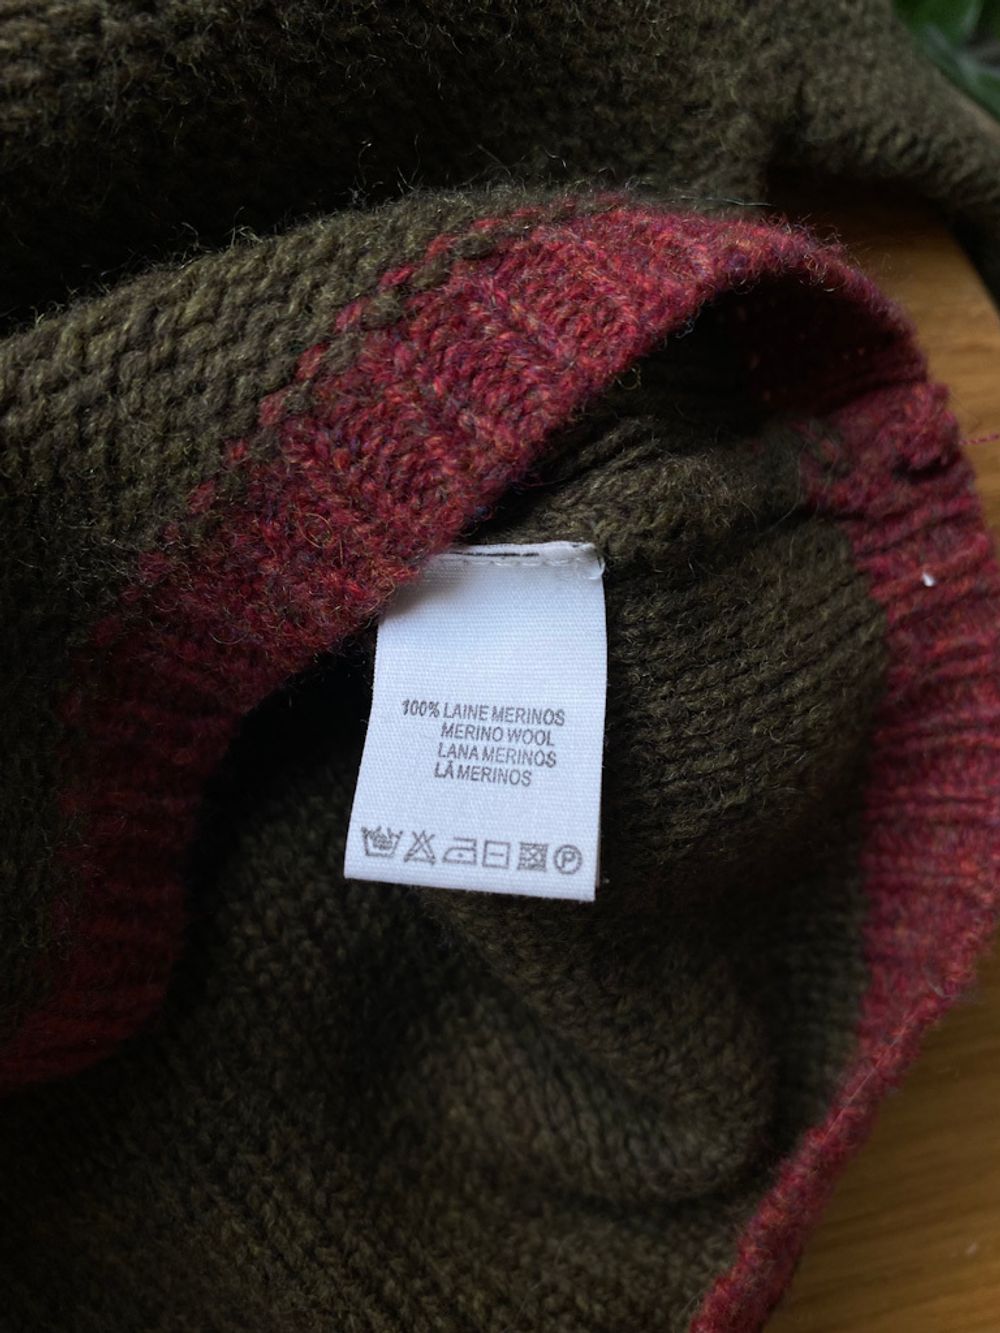 100% LAINE MERINOS
MERINO WOOL
LANA MERINOS
LÃ MERINOS
P